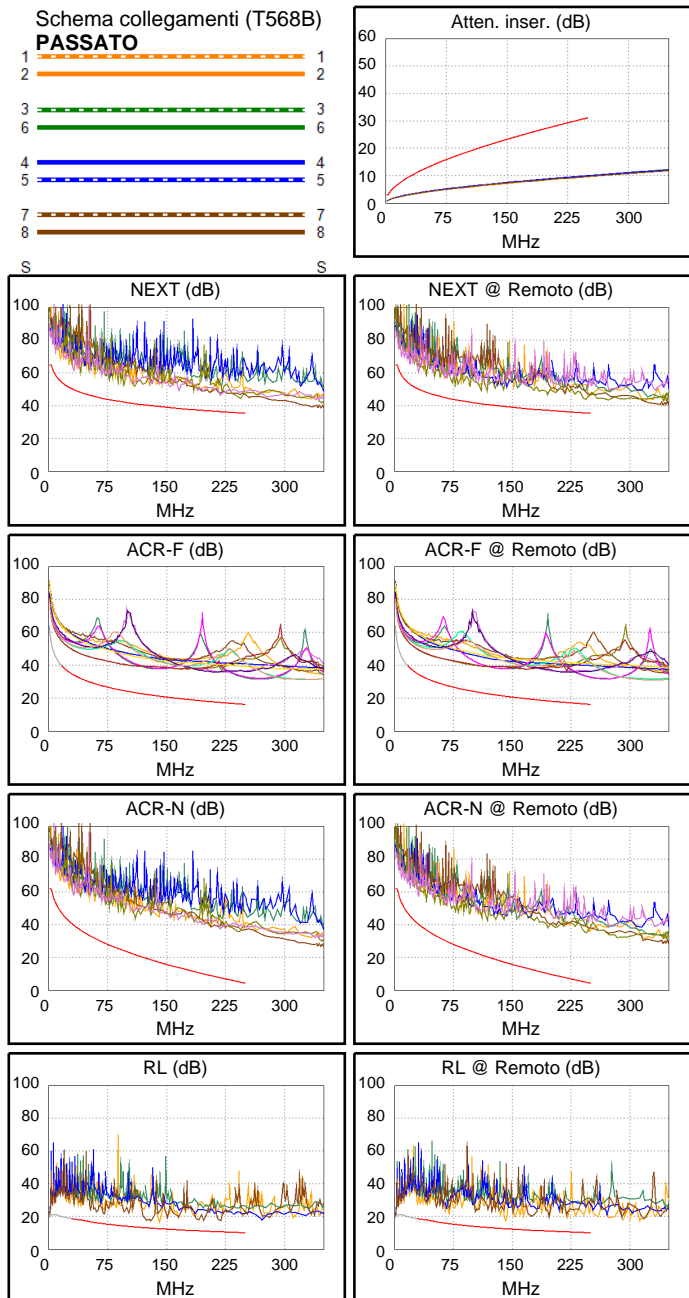 Schema collegamenti (T568B)
PASSATO
1 1
2 2
3 3
6 6
4 4
5 5
7 7
8 8
S S
Atten. inser. (dB)
60
50
40
30
20
10
0
0 75 150 225 300
MHz
NEXT (dB)
100
80
60
40
20
0
0 75 150 225 300
MHz
NEXT @ Remoto (dB)
100
80
60
40
20
0
0 75 150 225 300
MHz
ACR-F (dB)
100
80
60
40
20
0
0 75 150 225 300
MHz
ACR-F @ Remoto (dB)
100
80
60
40
20
0
0 75 150 225 300
MHz
ACR-N (dB)
100
80
60
40
20
0
0 75 150 225 300
MHz
ACR-N @ Remoto (dB)
100
80
60
40
20
0
0 75 150 225 300
MHz
RL (dB)
100
80
60
40
20
0
0 75 150 225 300
MHz
RL @ Remoto (dB)
100
80
60
40
20
0
0 75 150 225 300
MHz